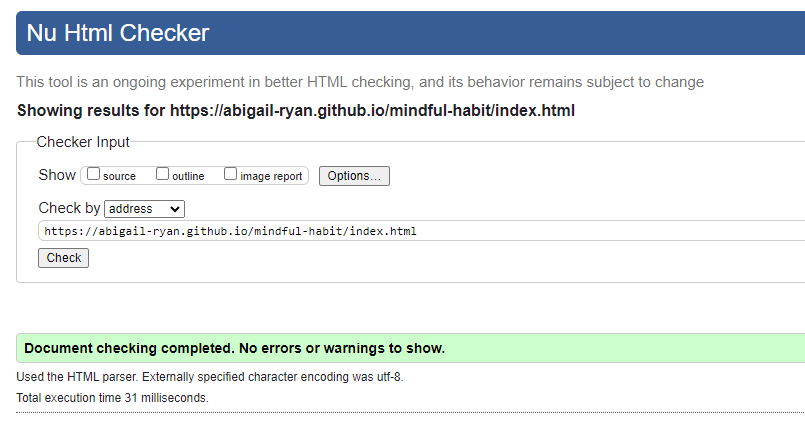 Nu Html Checker
This tool is an ongoing experiment in better HTML checking, and its behavior remains subject to change
Showing results for https://abigail-ryan.github.io/mindful-habit/index.html
Checker Input
Show source outline image report Options...
Check by address
https://abigail-ryan.github.io/mindful-habit/index.html
Check
Document checking completed. No errors or warnings to show.
Used the HTML parser. Externally specified character encoding was utf-8.
Total execution time 31 milliseconds.